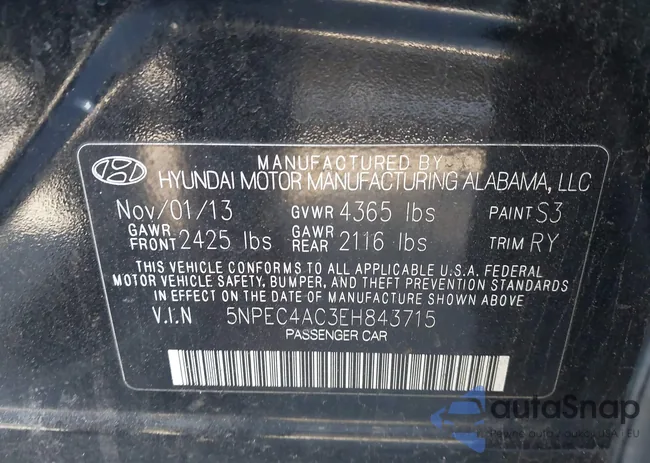 MANUFACTURED BY
HYUNDAI MOTOR MANUFACTURING ALABAMA, LLC
Nov/01/13 GVWR 4365 lbs PAINT S3
GAWR FRONT 2425 lbs GAWR REAR 2116 lbs TRIM RY
THIS VEHICLE CONFORMS TO ALL APPLICABLE U.S.A. FEDERAL
MOTOR VEHICLE SAFETY, BUMPER, AND THEFT PREVENTION STANDARDS
IN EFFECT ON THE DATE OF MANUFACTURE SHOWN ABOVE
V.I.N 5NPEC4AC3EH843715
PASSENGER CAR
autoSnap